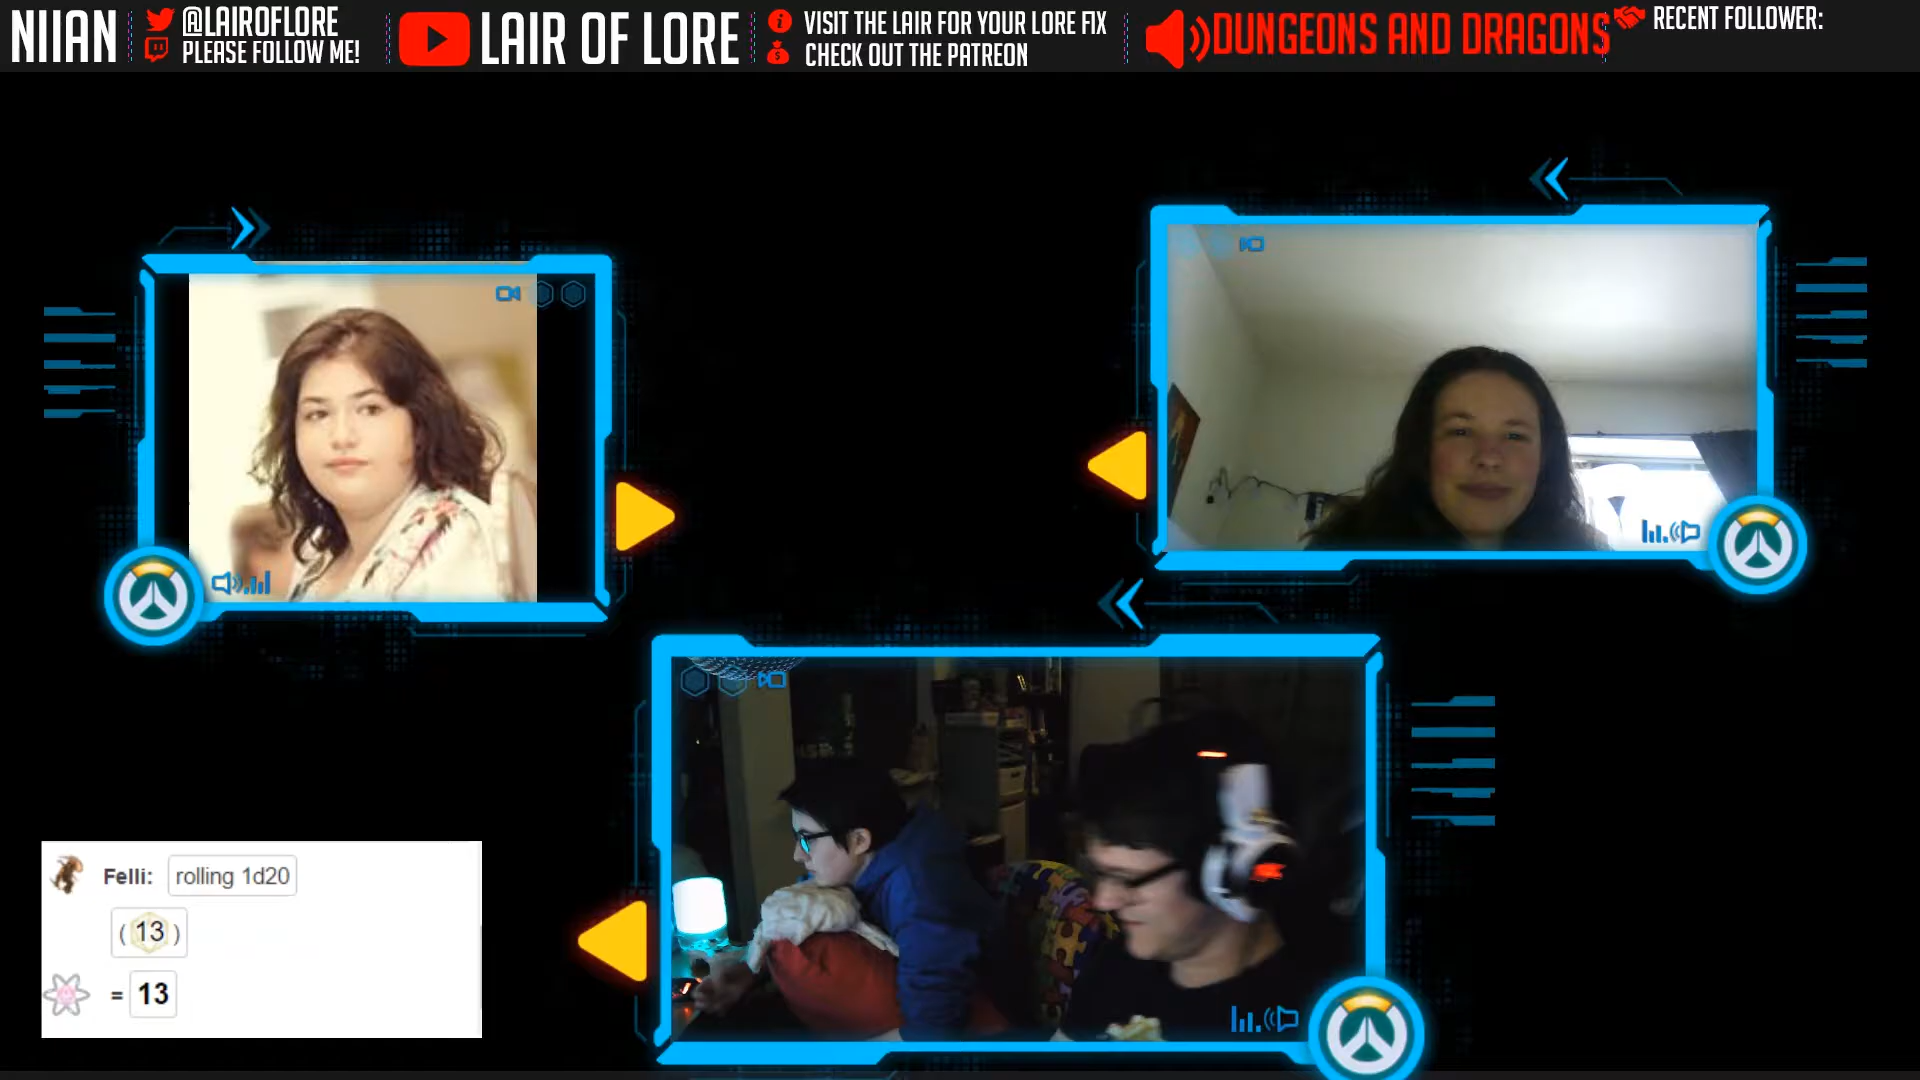 NIIAN
@LAIROFLORE
PLEASE FOLLOW ME!
LAIR OF LORE
VISIT THE LAIR FOR YOUR LORE FIX
CHECK OUT THE PATREON
DUNGEONS AND DRAGONS
RECENT FOLLOWER:
Felli: rolling 1d20
(13)
= 13